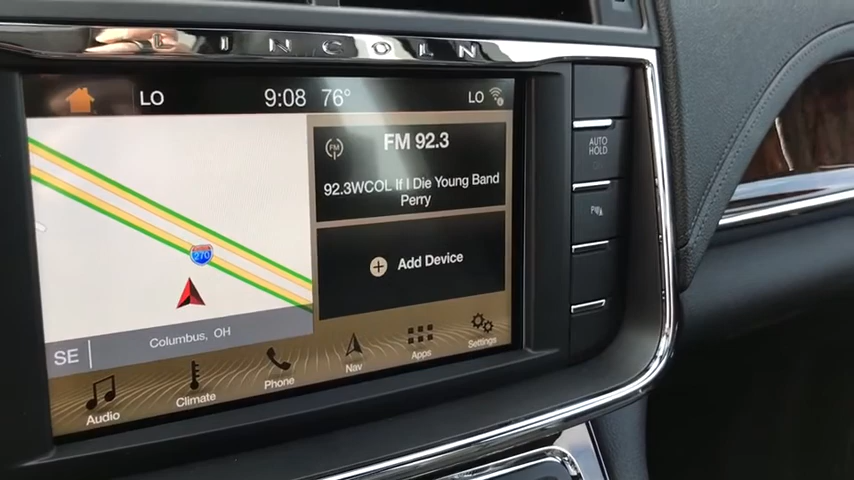 LINCOLN
LO 9:08 76° LO
FM
FM 92.3
92.3WCOL If I Die Young Band
Perry
Add Device
270
Columbus, OH
SE
Audio Climate Phone Nav Apps Settings
AUTO
HOLD
P